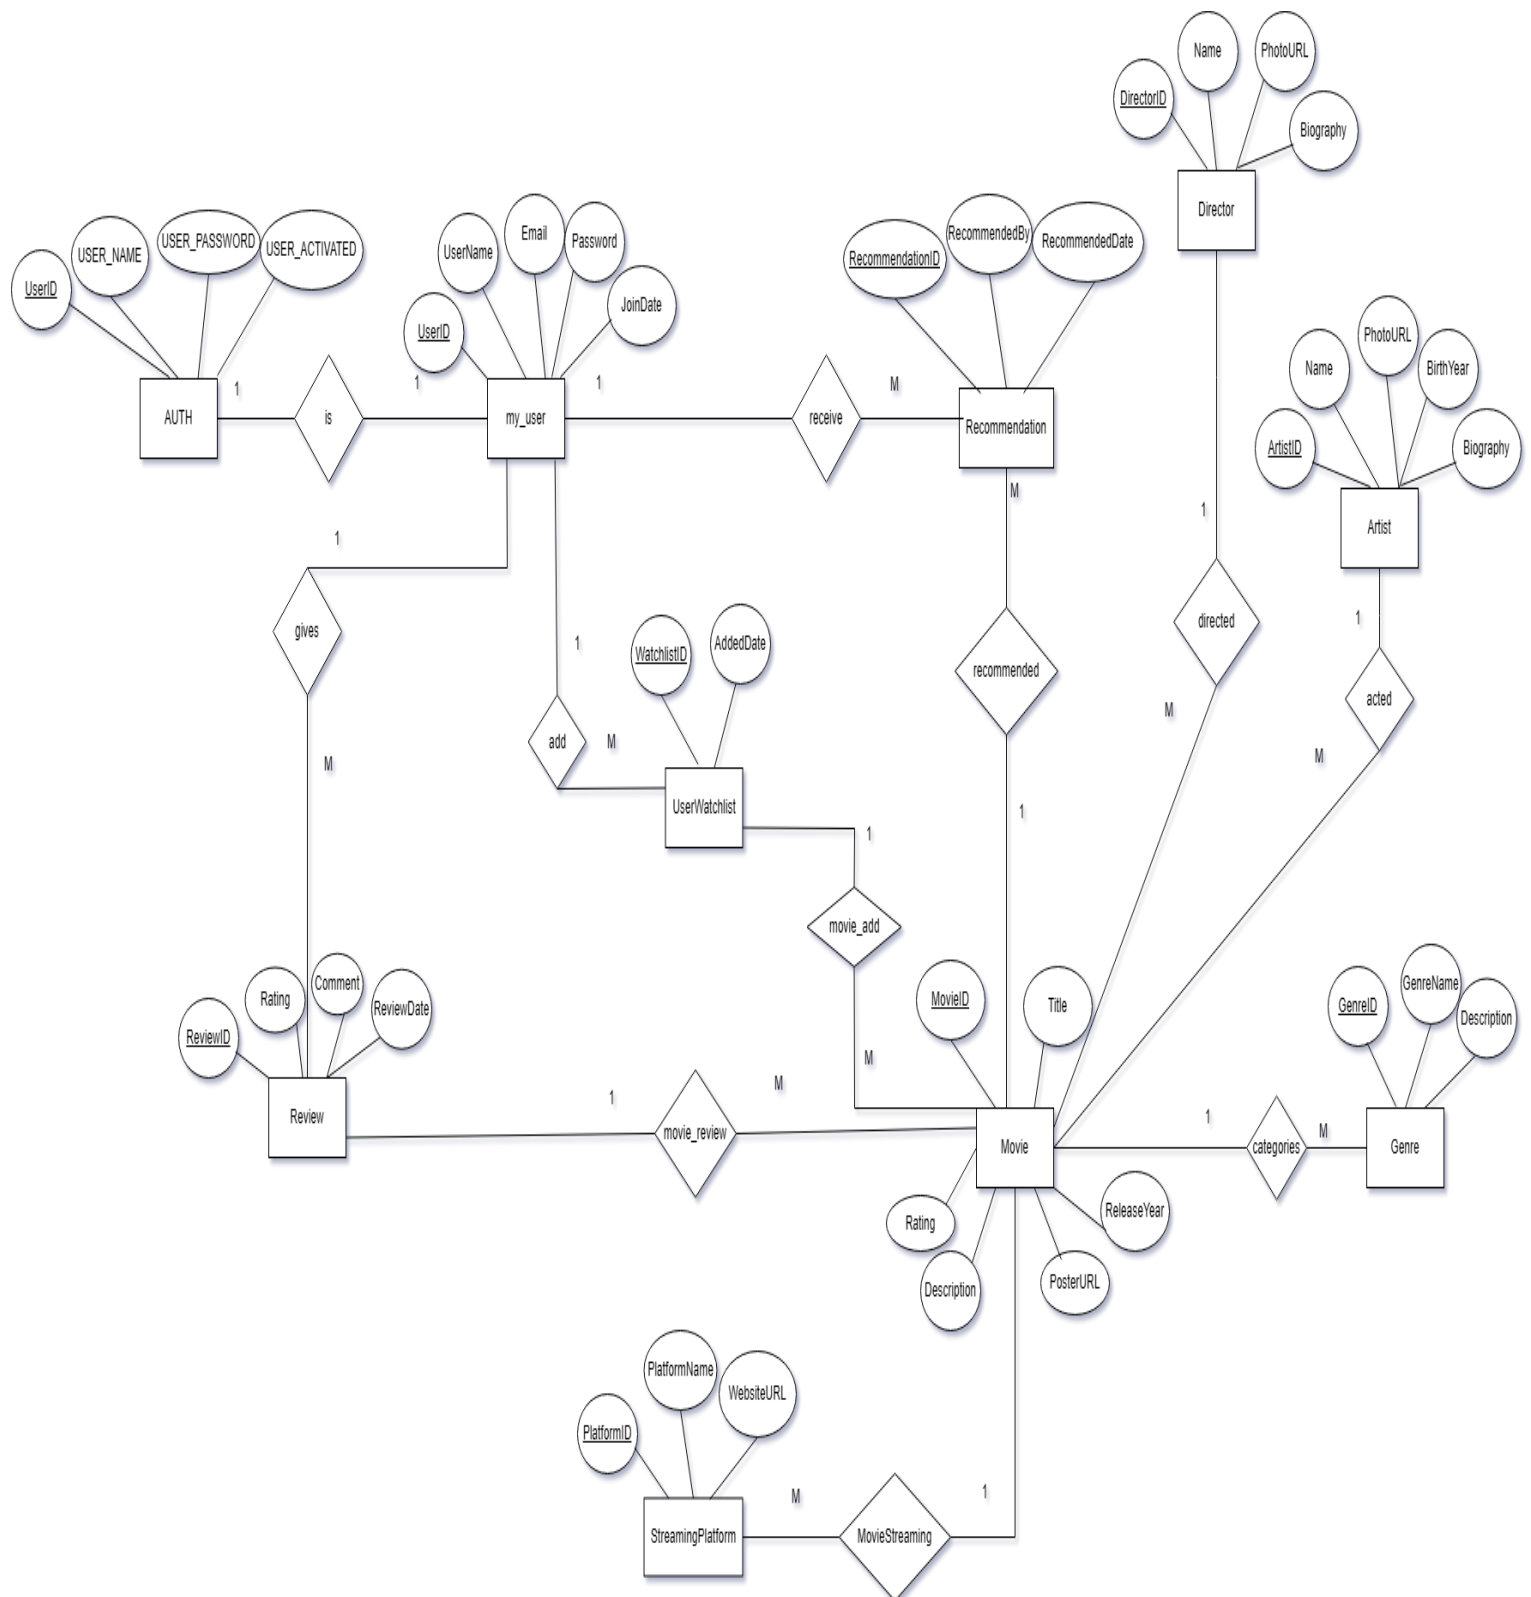 Name
PhotoURL
DirectorID
Biography
Director
USER_NAME
USER_PASSWORD
USER_ACTIVATED
UserID
AUTH
1
is
1
UserName
Email
Password
UserID
JoinDate
my_user
1
receive
M
RecommendationID
RecommendedBy
RecommendedDate
Recommendation
M
1
Name
PhotoURL
BirthYear
ArtistID
Biography
Artist
1
gives
M
1
add
M
WatchlistID
AddedDate
UserWatchlist
1
movie_add
M
recommended
1
directed
M
1
acted
M
ReviewID
Rating
Comment
ReviewDate
Review
1
movie_review
M
MovieID
Title
Movie
Rating
Description
PosterURL
ReleaseYear
1
categories
M
GenreID
GenreName
Description
Genre
PlatformID
PlatformName
WebsiteURL
StreamingPlatform
M
MovieStreaming
1